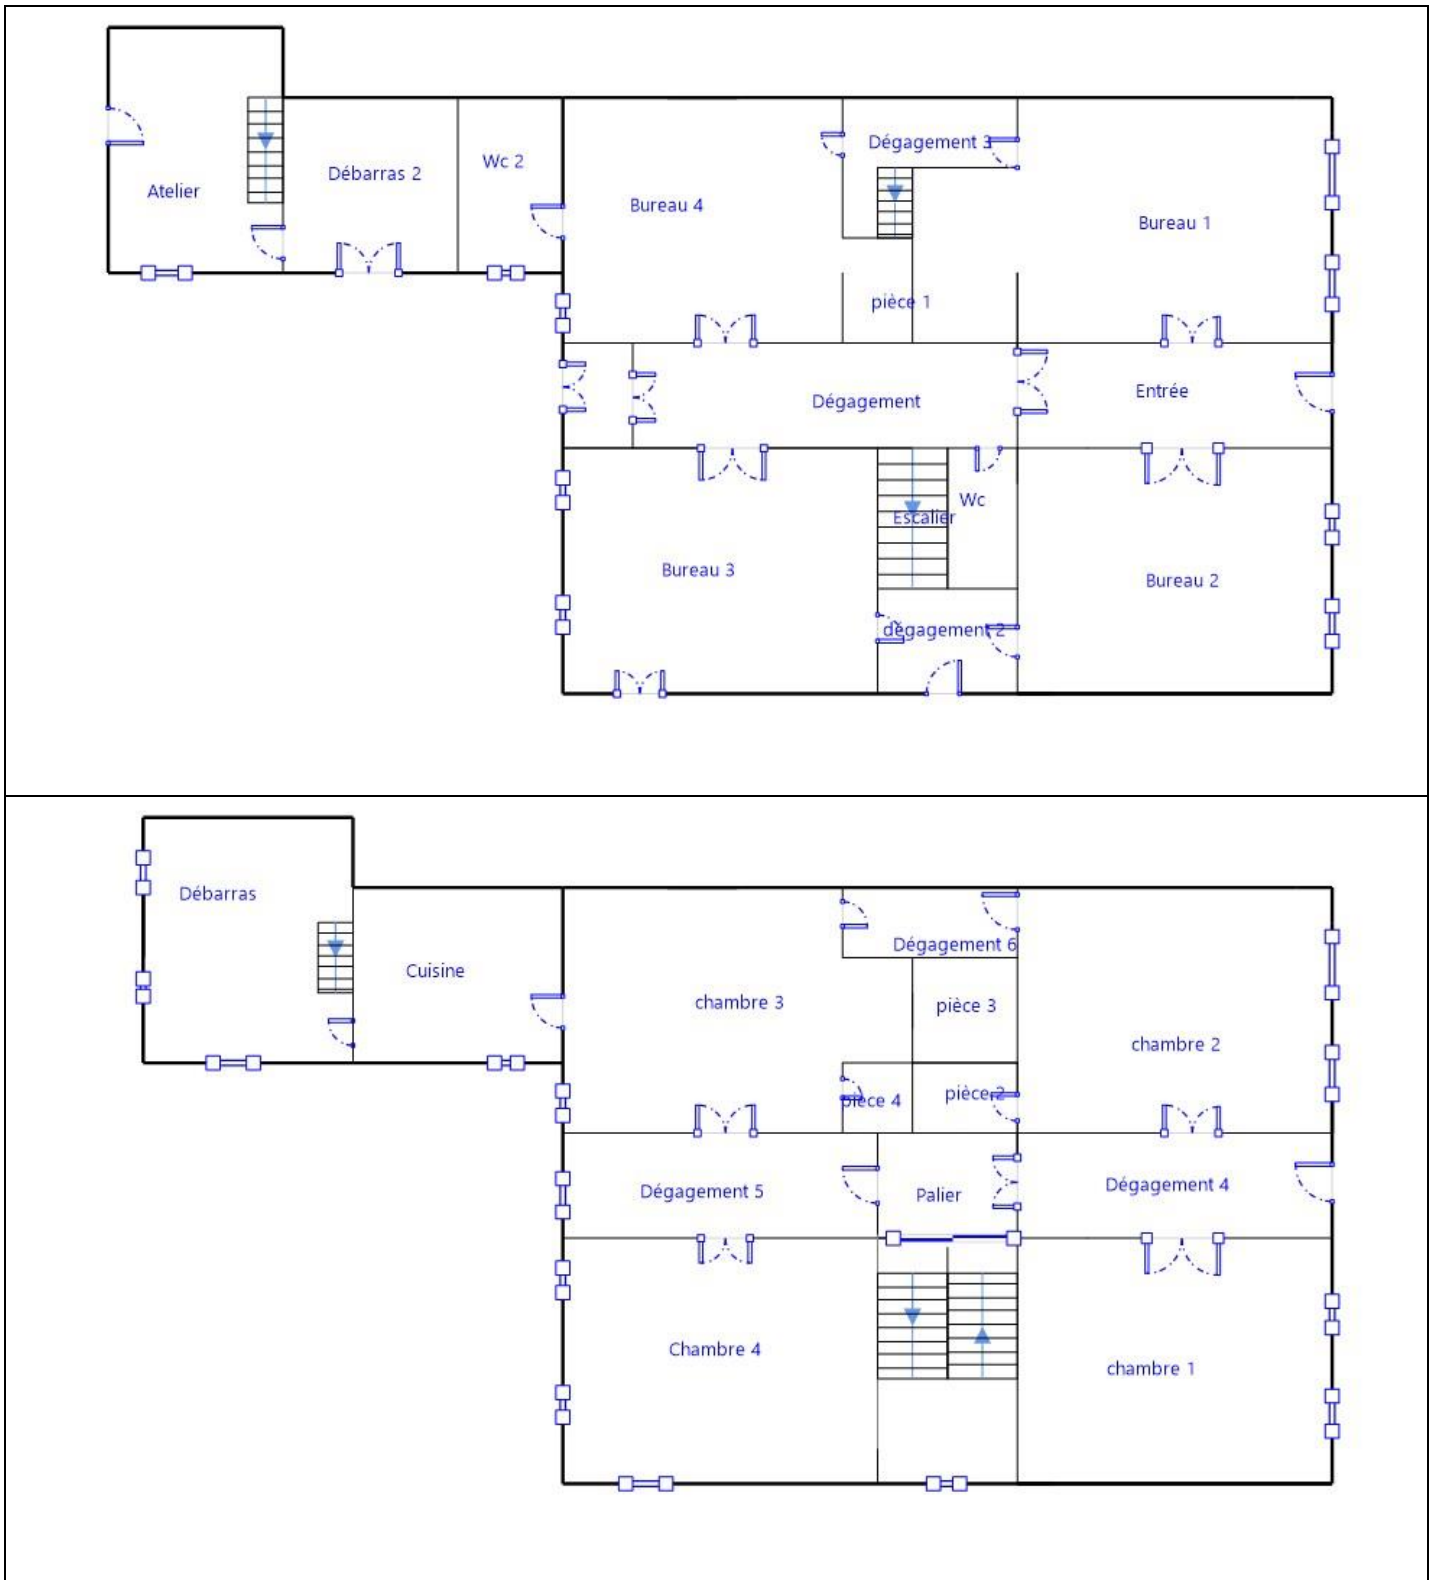 Atelier
Débarras 2
Wc 2
Bureau 4
Dégagement 3
Bureau 1
pièce 1
Dégagement
Entrée
Bureau 3
Escalier
Wc
Bureau 2
dégagement 2
Débarras
Cuisine
chambre 3
Dégagement 6
pièce 3
chambre 2
pièce 4
pièce 2
Dégagement 5
Palier
Dégagement 4
Chambre 4
chambre 1